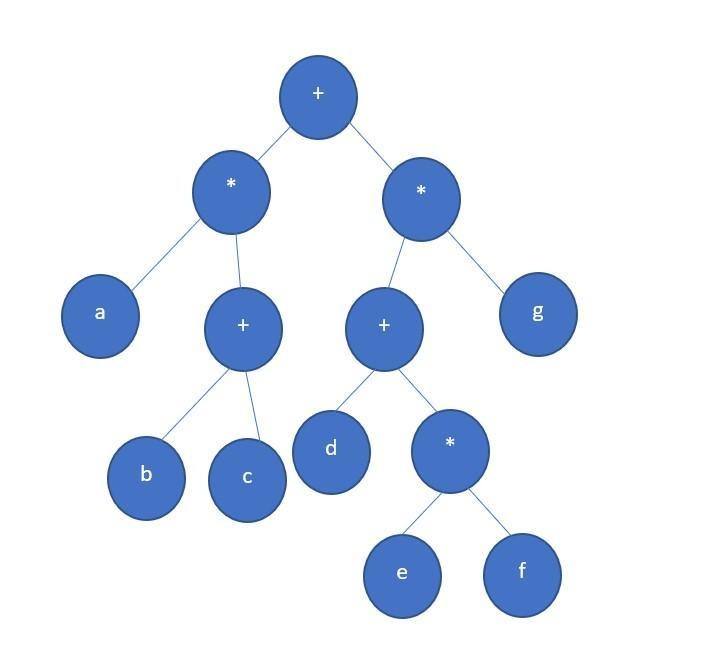 +
* *
a + + g
b c d *
e f